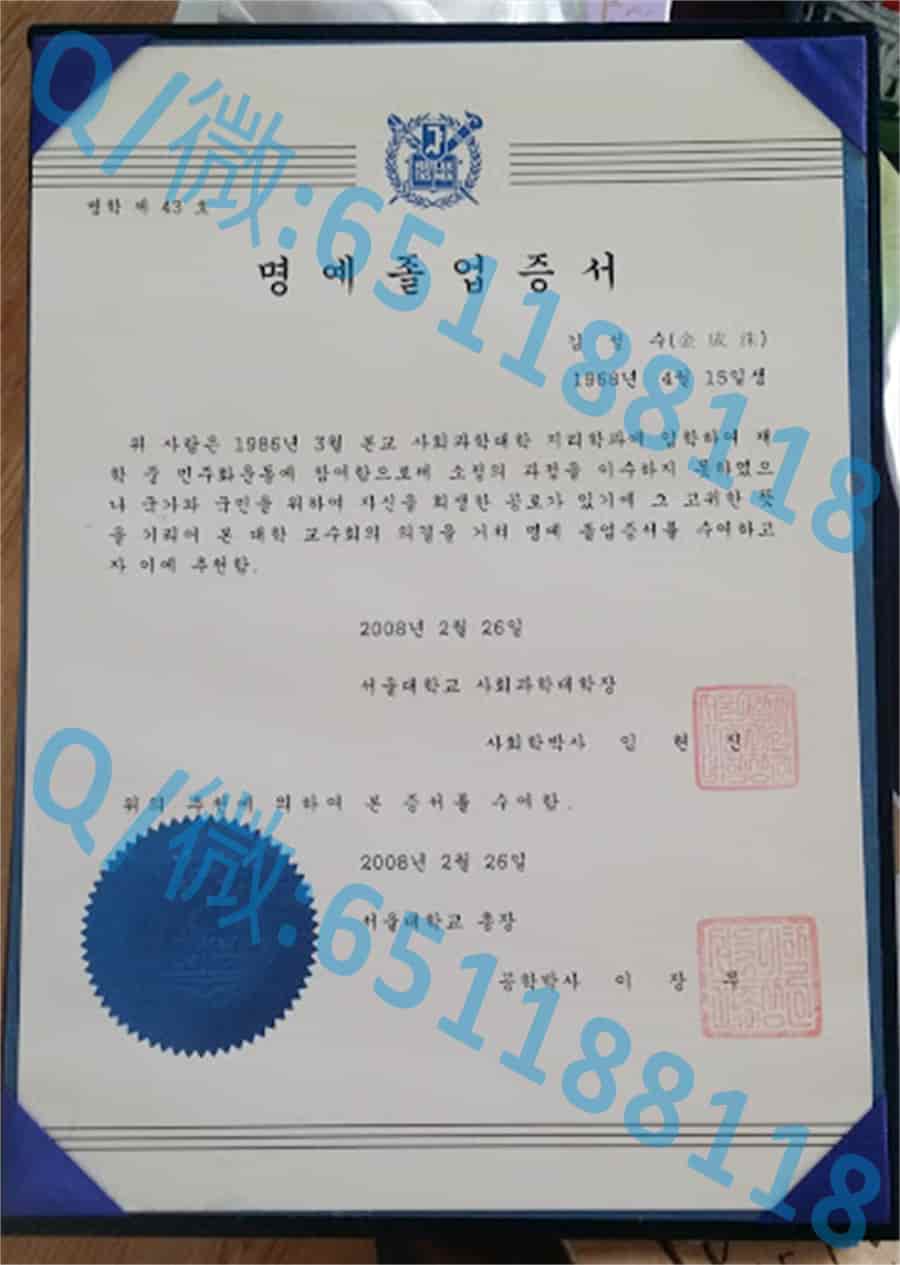 명학 제 43 호
명예졸업증서
김 성 수(金成洙)
1968년 4월 15일생
위 사람은 1986년 3월 본교 사회과학대학 지리학과에 입학하여 재
학 중 민주화운동에 참여함으로써 소정의 과정을 이수하지 못하였으
나 국가와 국민을 위하여 자신을 희생한 공로가 있기에 그 고귀한 뜻
을 기리어 본 대학 교수회의 의결을 거쳐 명예 졸업증서를 수여하고
자 이에 추천함.
2008년 2월 26일
서울대학교 사회과학대학장
사회학박사 임 현 진
위의 추천에 의하여 본 증서를 수여함.
2008년 2월 26일
서울대학교 총장
공학박사 이 장 무
Q/微:651188118
Q/微:651188118